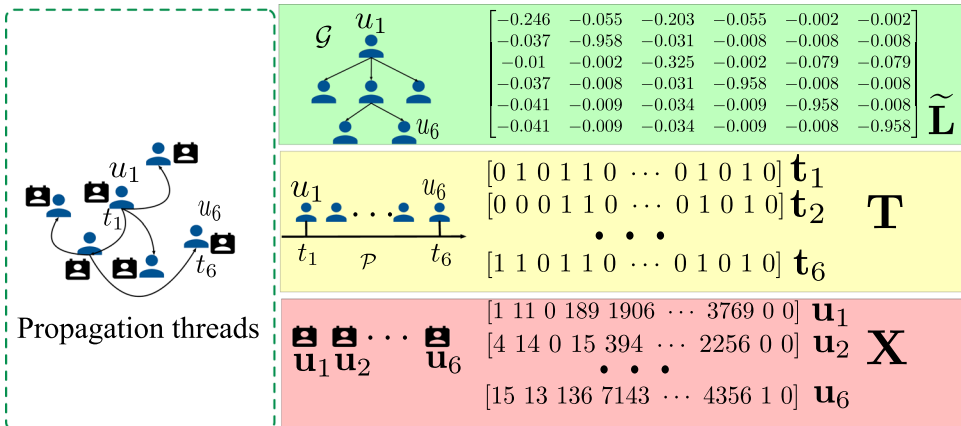 u₁
t₁
u₆
t₆
Propagation threads
𝒢
u₁
u₆
−0.246 −0.055 −0.203 −0.055 −0.002 −0.002
−0.037 −0.958 −0.031 −0.008 −0.008 −0.008
−0.01 −0.002 −0.325 −0.002 −0.079 −0.079
−0.037 −0.008 −0.031 −0.958 −0.008 −0.008
−0.041 −0.009 −0.034 −0.009 −0.958 −0.008
−0.041 −0.009 −0.034 −0.009 −0.008 −0.958
L̃
u₁ ··· u₆
t₁ 𝒫 t₆
[0 1 0 1 1 0 ··· 0 1 0 1 0] t₁
[0 0 0 1 1 0 ··· 0 1 0 1 0] t₂
• • •
[1 1 0 1 1 0 ··· 0 1 0 1 0] t₆
T
u₁ u₂ ··· u₆
[1 11 0 189 1906 ··· 3769 0 0] u₁
[4 14 0 15 394 ··· 2256 0 0] u₂
• • •
[15 13 136 7143 ··· 4356 1 0] u₆
X